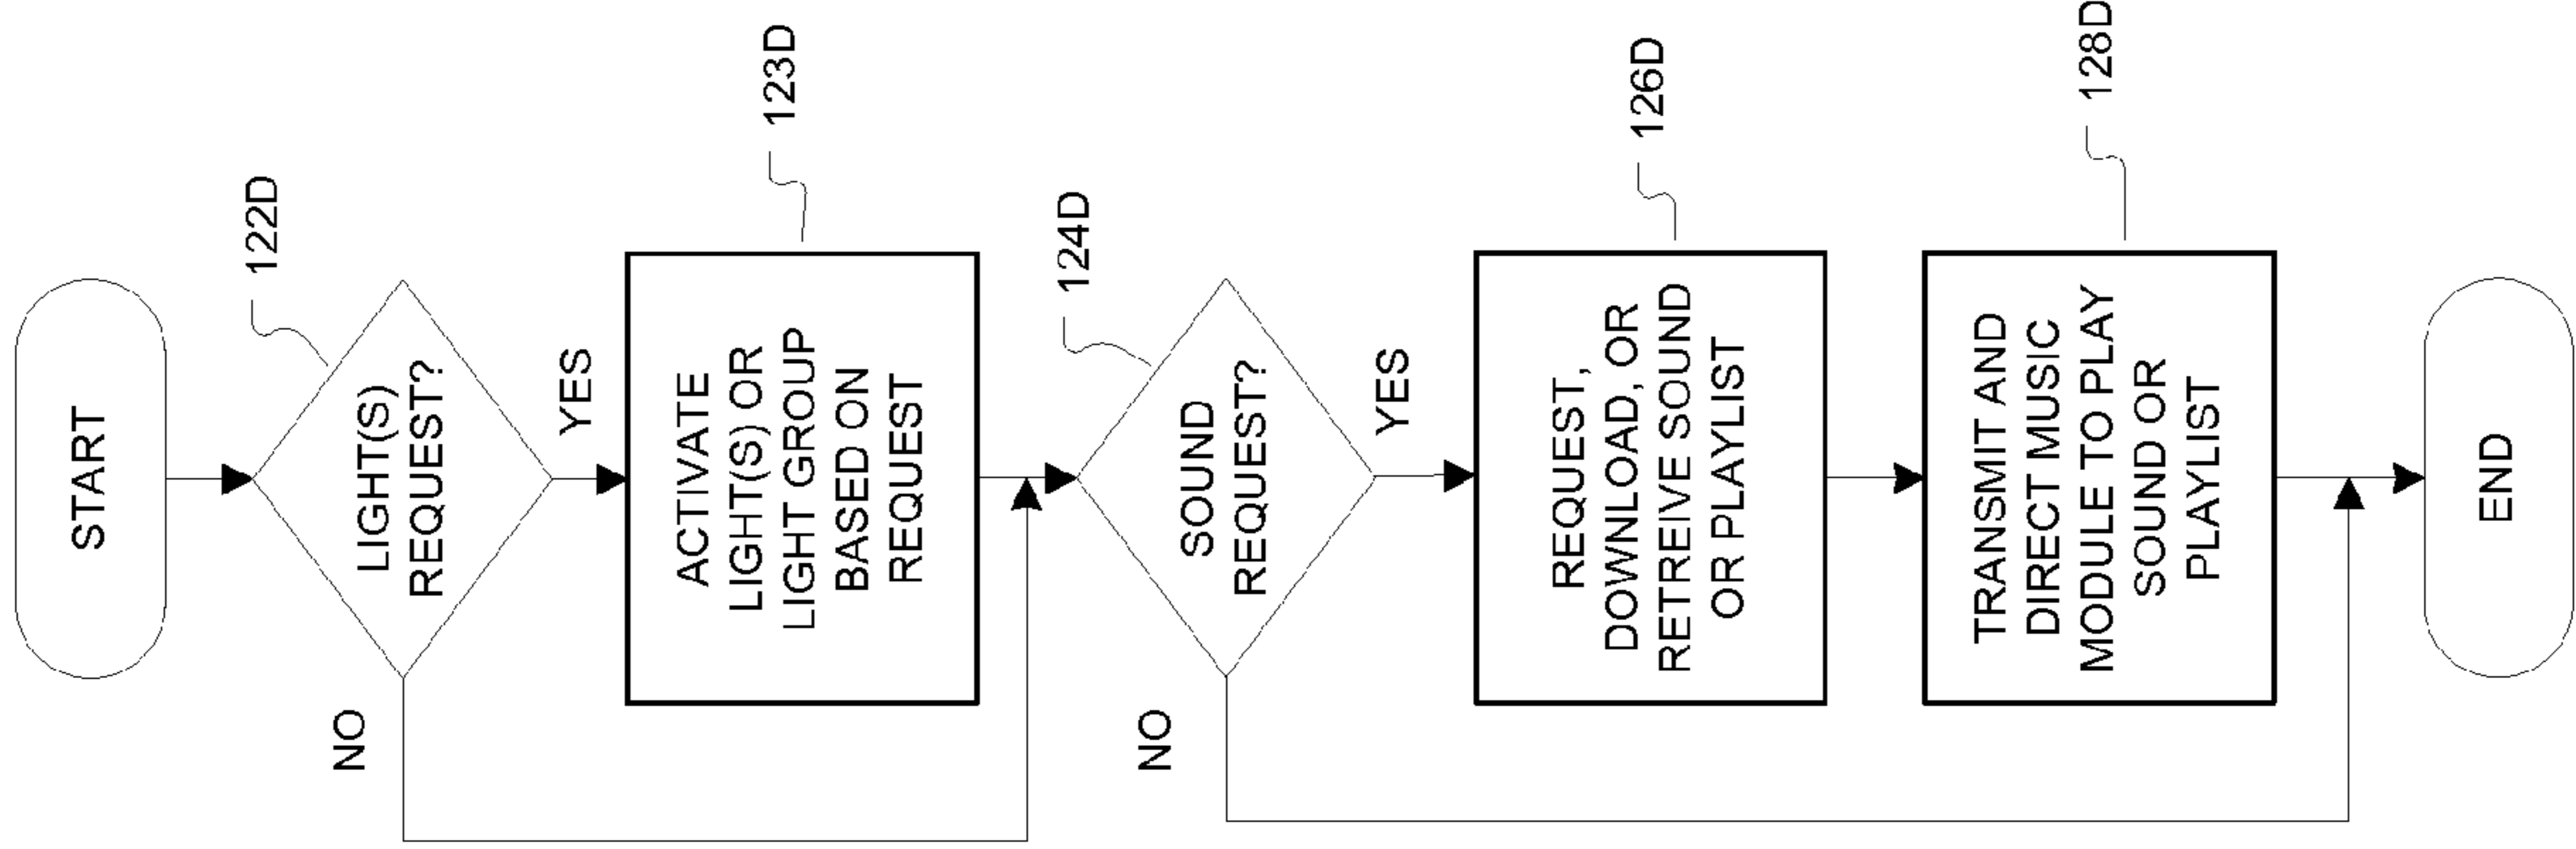 START
122D
LIGHT(S)
REQUEST?
NO
YES
123D
ACTIVATE
LIGHT(S) OR
LIGHT GROUP
BASED ON
REQUEST
124D
SOUND
REQUEST?
NO
YES
126D
REQUEST,
DOWNLOAD, OR
RETREIVE SOUND
OR PLAYLIST
128D
TRANSMIT AND
DIRECT MUSIC
MODULE TO PLAY
SOUND OR
PLAYLIST
END